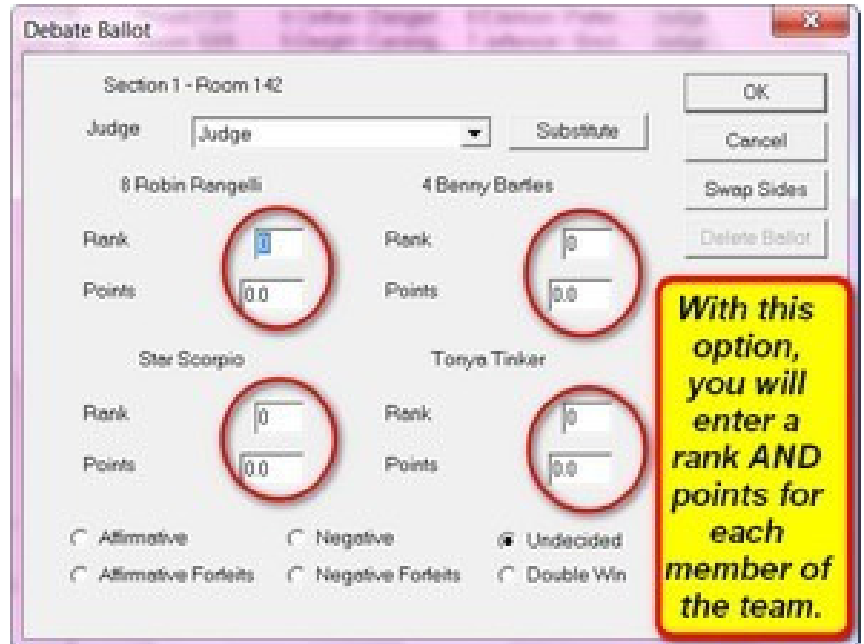 Debate Ballot
Section 1 - Room 142
OK
Judge
Judge
Substitute
Cancel
8 Robin Rangelli
4 Benny Bartles
Swap Sides
Rank
0
Rank
0
Delete Ballot
Points
0.0
Points
0.0
Star Scorpio
Tonya Tinker
Rank
0
Rank
0
Points
0.0
Points
0.0
Affirmative
Negative
Undecided
Affirmative Forfeits
Negative Forfeits
Double Win
With this
option,
you will
enter a
rank AND
points for
each
member of
the team.